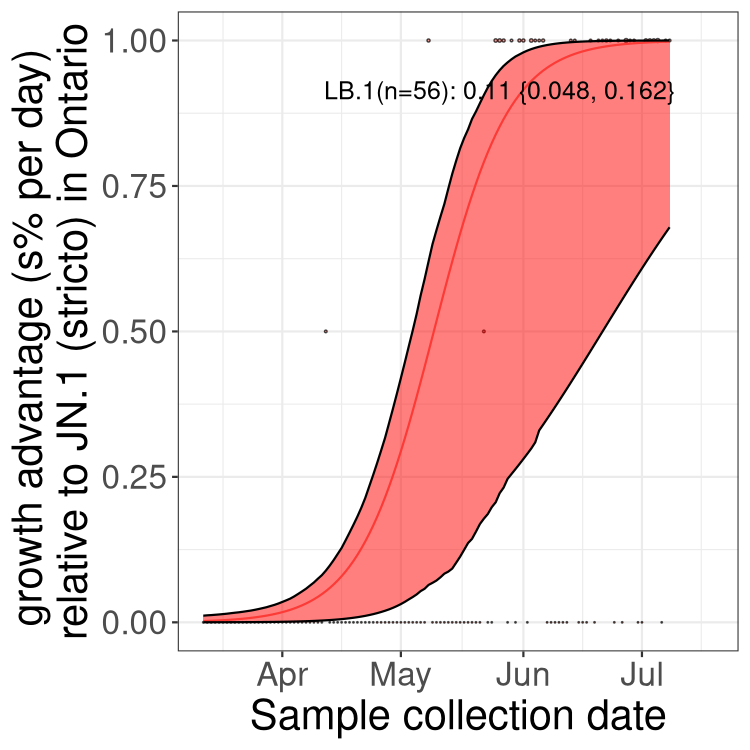 growth advantage (s% per day)
relative to JN.1 (stricto) in Ontario
1.00
0.75
0.50
0.25
0.00
LB.1(n=56): 0.11 {0.048, 0.162}
Apr May Jun Jul
Sample collection date